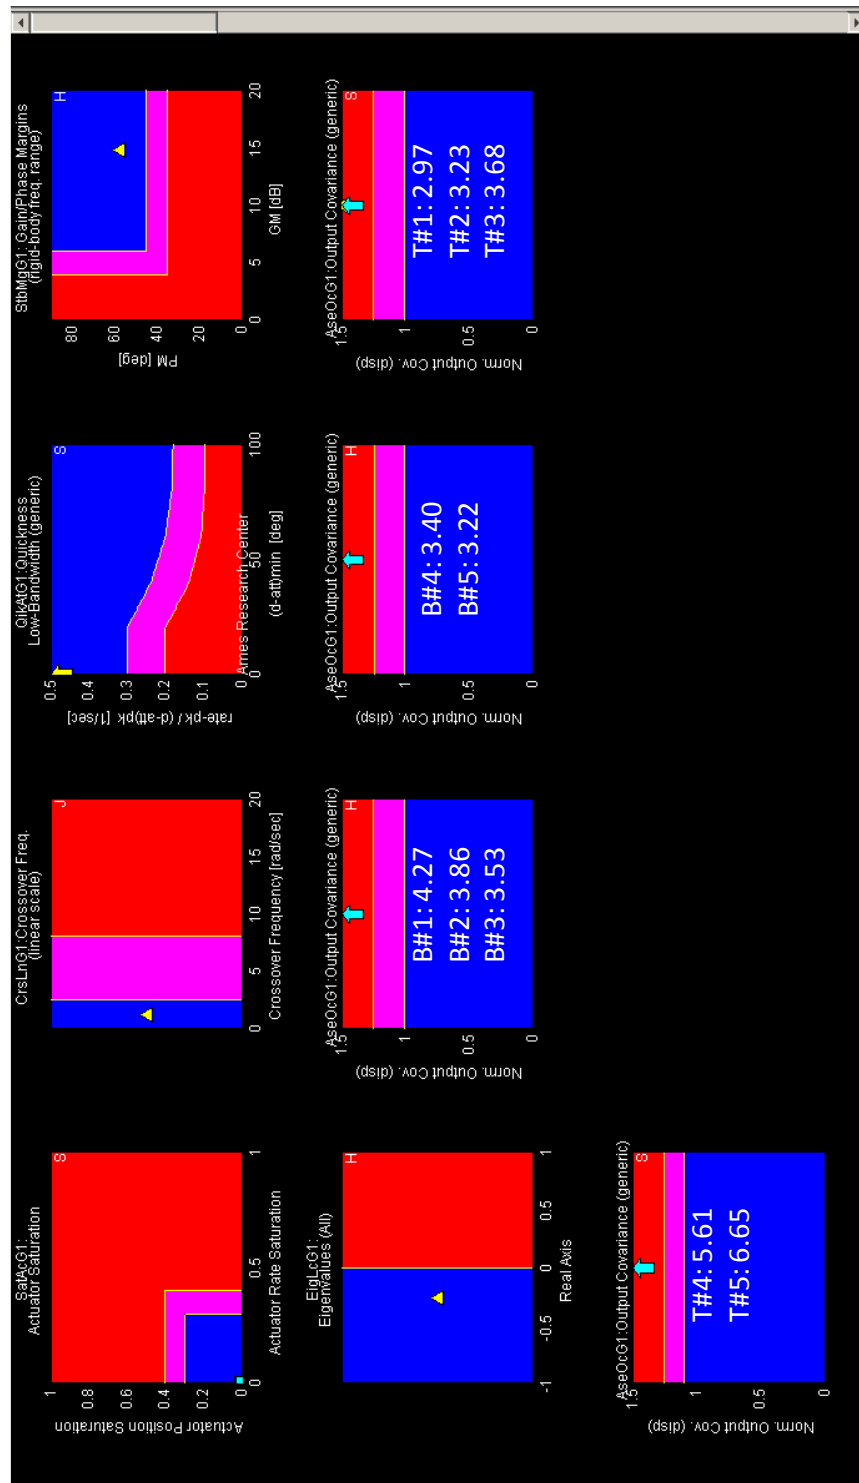 SatAcG1:
Actuator Saturation
S
Actuator Position Saturation
1
0.8
0.6
0.4
0.2
0
0
0.5
1
Actuator Rate Saturation
CrsLnG1:Crossover Freq.
(linear scale)
J
0
5
10
15
20
Crossover Frequency [rad/sec]
QikAtG1:Quickness
Low-Bandwidth (generic)
S
rate-pk / (d-att)pk [1/sec]
0.5
0.4
0.3
0.2
0.1
0
Ames Research Center
0
50
100
(d-att)min [deg]
StbMgG1: Gain/Phase Margins
(rigid-body freq. range)
H
PM [deg]
80
60
40
20
0
0
5
10
15
20
GM [dB]
EigLcG1:
Eigenvalues (All)
H
-1
-0.5
0
0.5
1
Real Axis
AseOcG1:Output Covariance (generic)
H
Norm. Output Cov. (disp)
1.5
1
0.5
0
B#1: 4.27
B#2: 3.86
B#3: 3.53
AseOcG1:Output Covariance (generic)
H
Norm. Output Cov. (disp)
1.5
1
0.5
0
B#4: 3.40
B#5: 3.22
AseOcG1:Output Covariance (generic)
S
Norm. Output Cov. (disp)
1.5
1
0.5
0
T#1: 2.97
T#2: 3.23
T#3: 3.68
AseOcG1:Output Covariance (generic)
S
Norm. Output Cov. (disp)
1.5
1
0.5
0
T#4: 5.61
T#5: 6.65